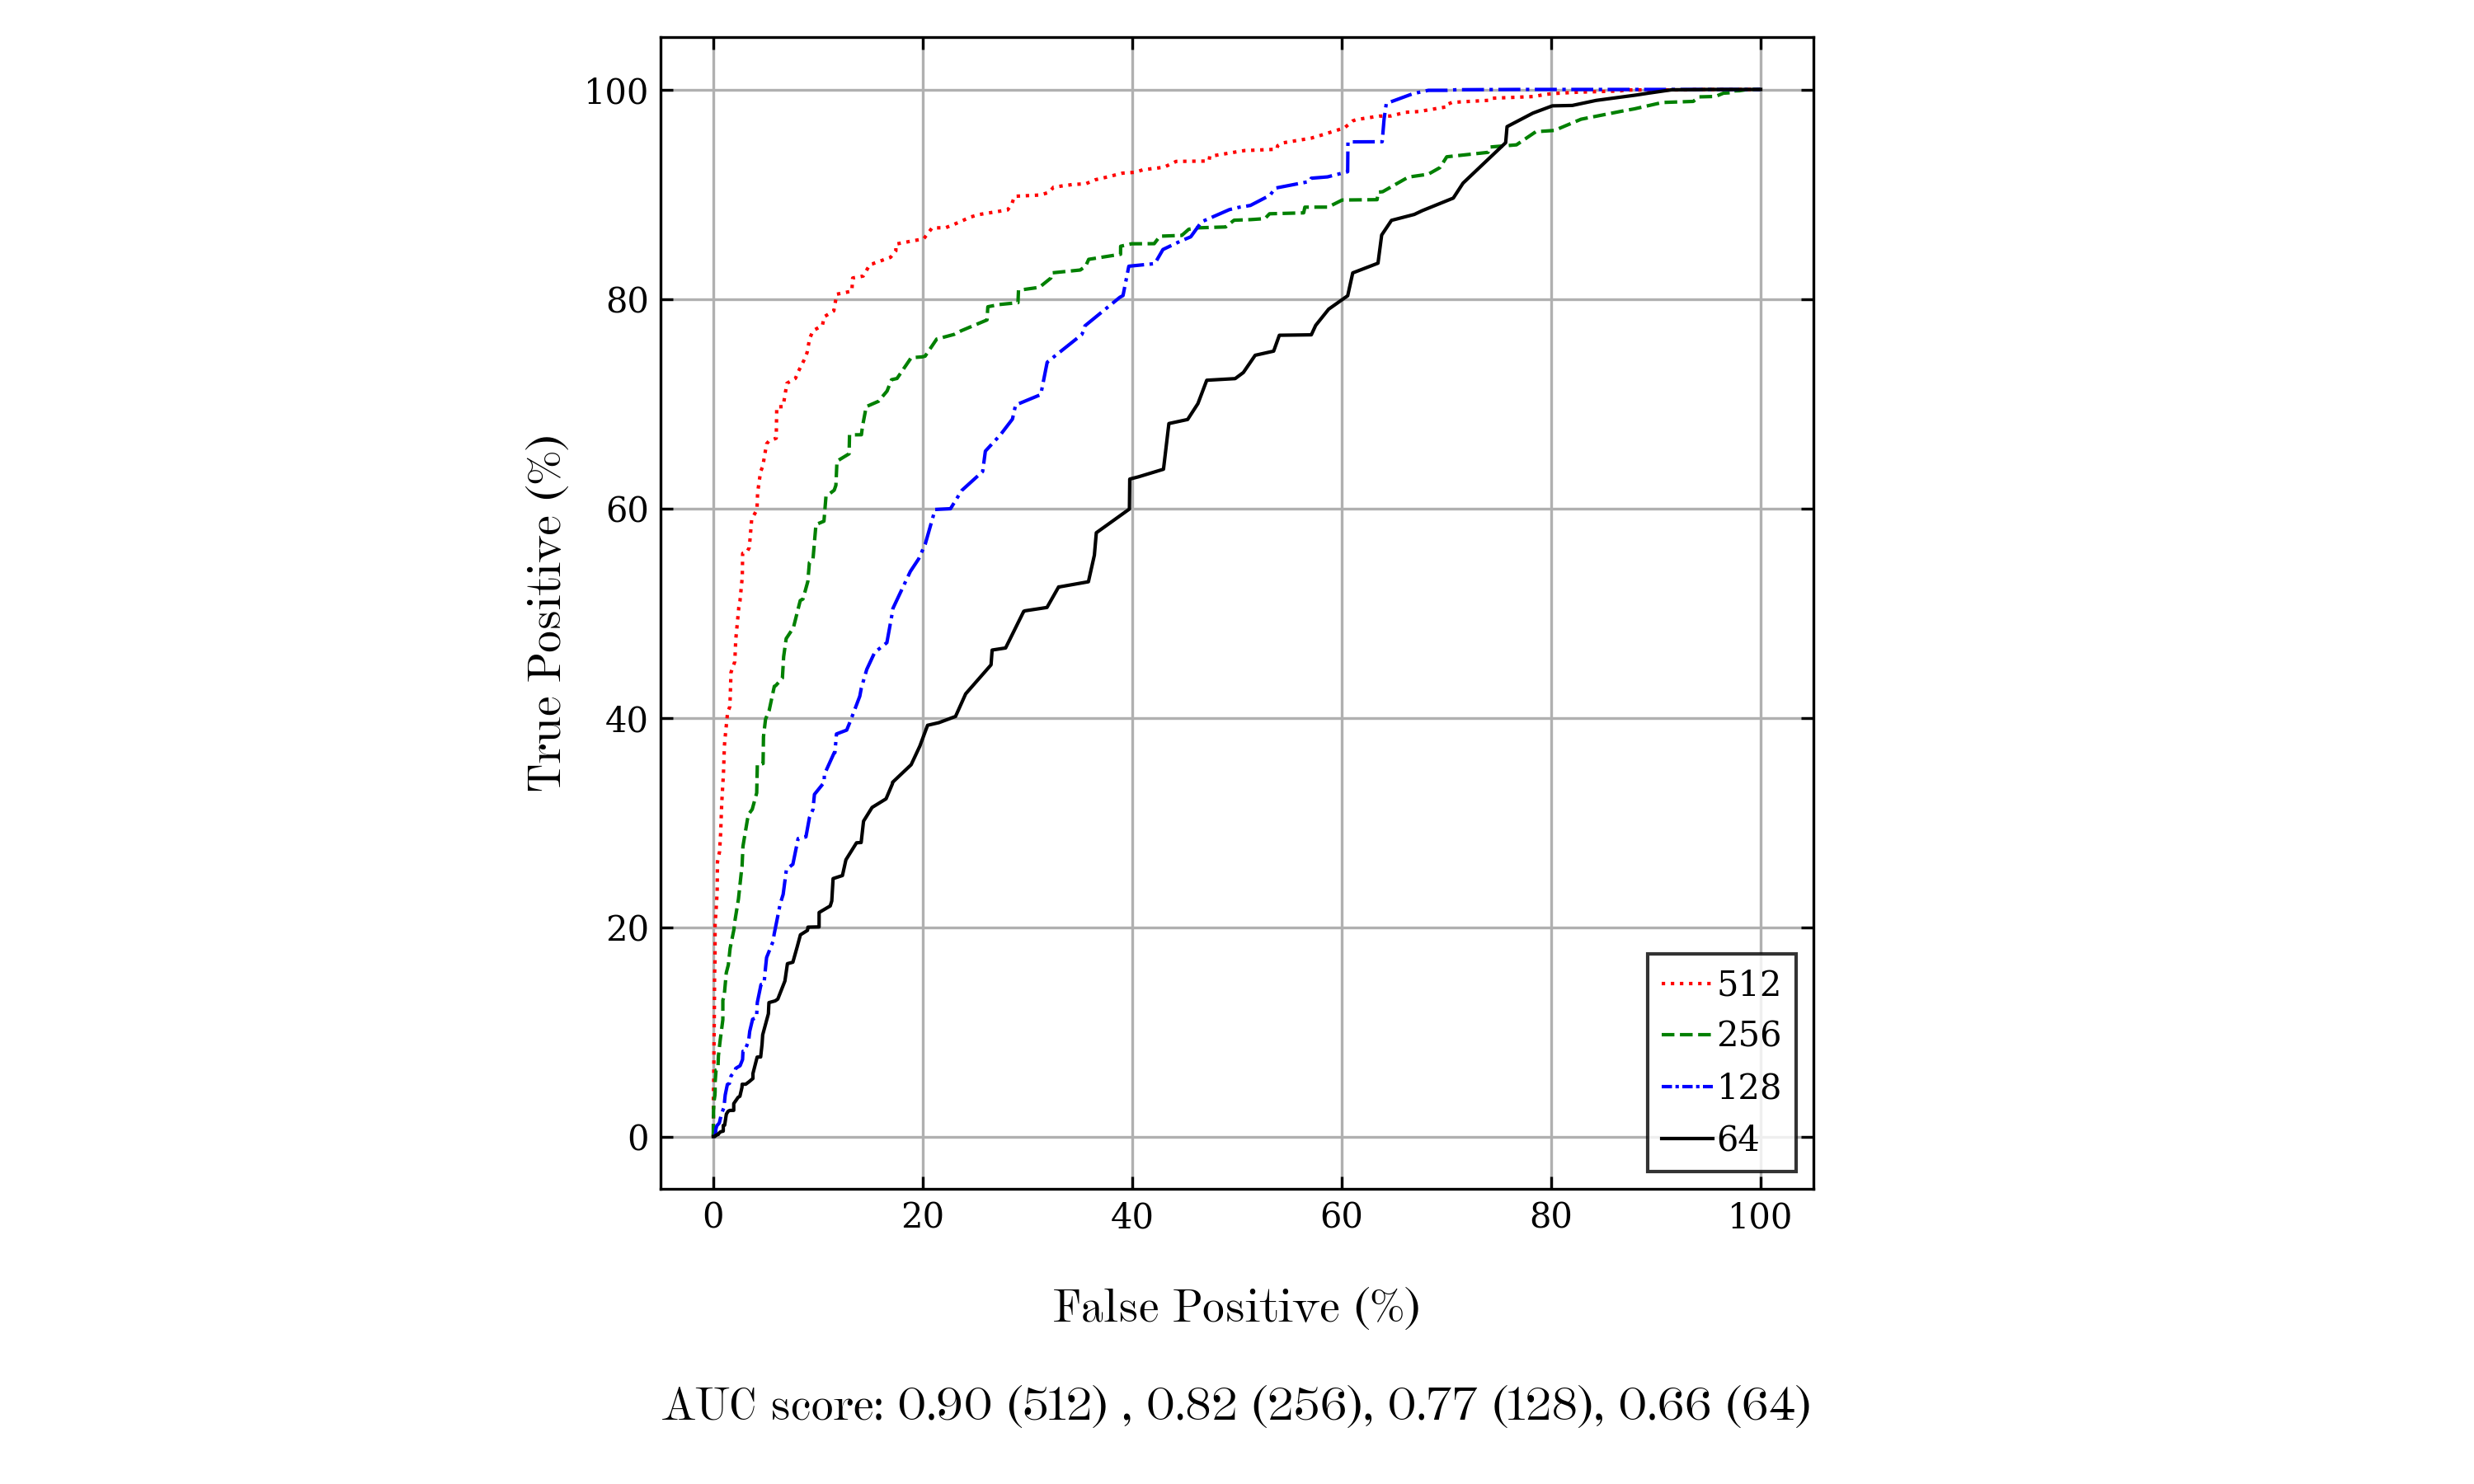 100
80
60
40
20
0
True Positive (%)
512
256
128
64
0 20 40 60 80 100
False Positive (%)
AUC score: 0.90 (512) , 0.82 (256), 0.77 (128), 0.66 (64)